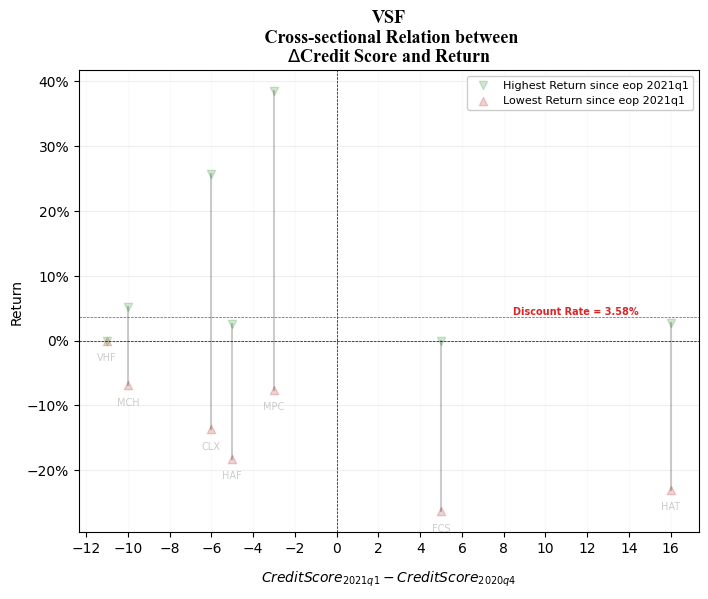 VSF
Cross-sectional Relation between
ΔCredit Score and Return
Highest Return since eop 2021q1
Lowest Return since eop 2021q1
40%
30%
20%
10%
0%
−10%
−20%
Return
Discount Rate = 3.58%
VHF
MCH
CLX
HAF
MPC
FCS
HAT
−12 −10 −8 −6 −4 −2 0 2 4 6 8 10 12 14 16
CreditScore2021q1 − CreditScore2020q4